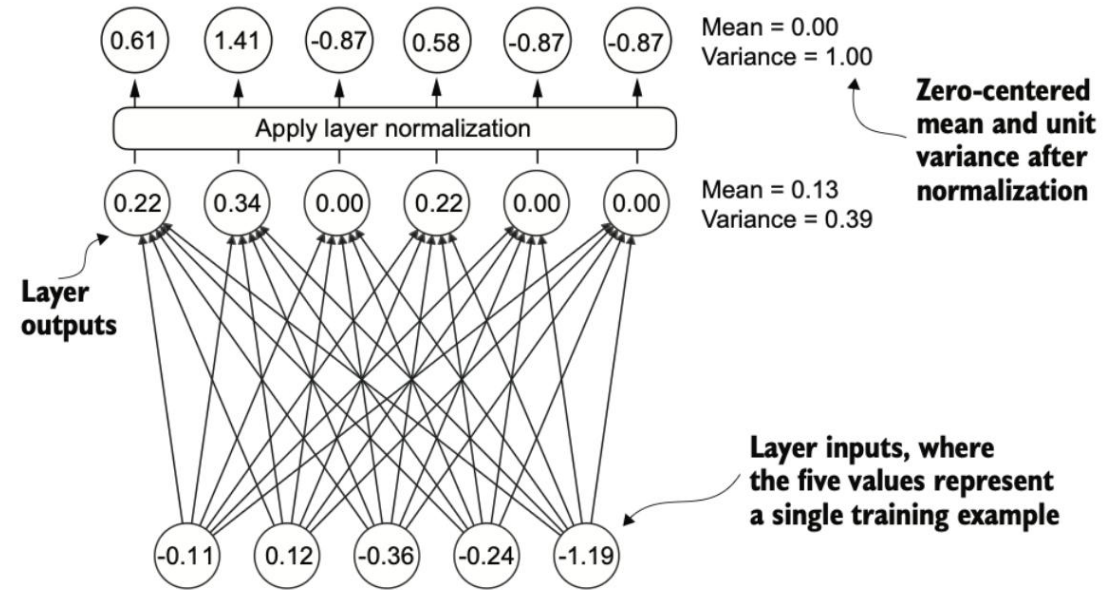 0.61 1.41 -0.87 0.58 -0.87 -0.87
Mean = 0.00
Variance = 1.00
Zero-centered
mean and unit
variance after
normalization
Apply layer normalization
0.22 0.34 0.00 0.22 0.00 0.00
Mean = 0.13
Variance = 0.39
Layer
outputs
Layer inputs, where
the five values represent
a single training example
-0.11 0.12 -0.36 -0.24 -1.19